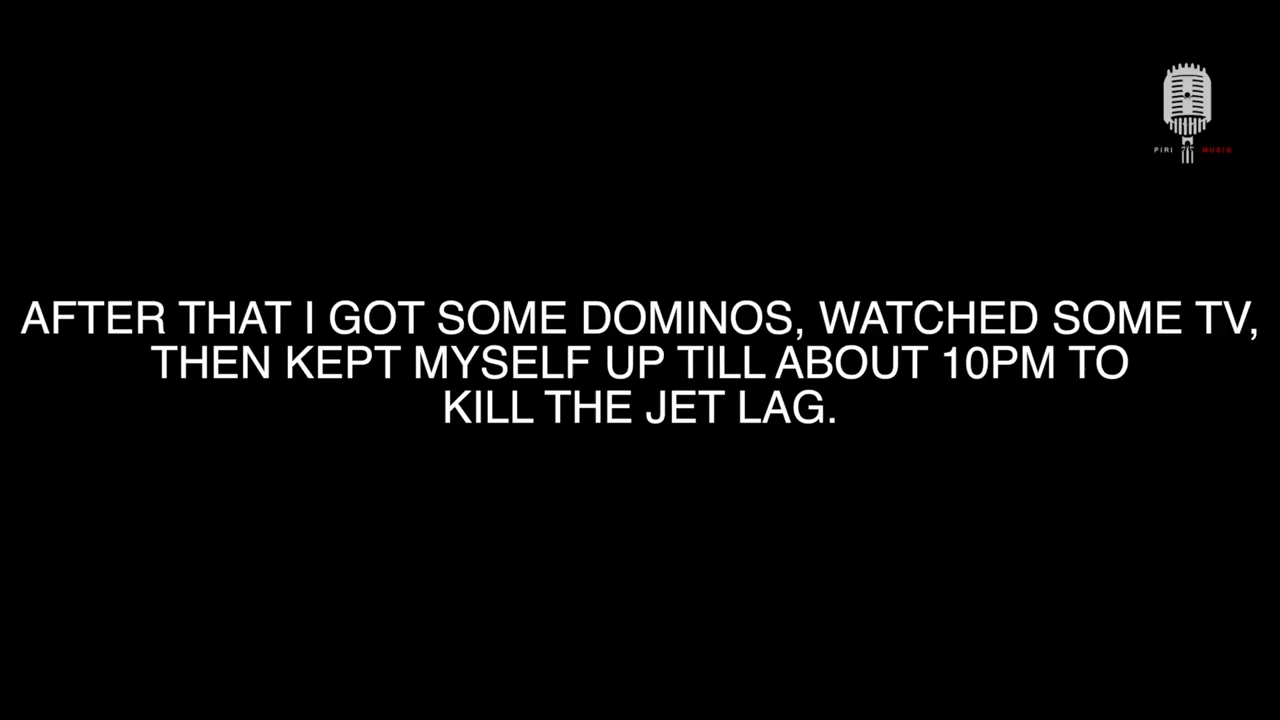 PIRI MUSIQ
AFTER THAT I GOT SOME DOMINOS, WATCHED SOME TV,
THEN KEPT MYSELF UP TILL ABOUT 10PM TO
KILL THE JET LAG.